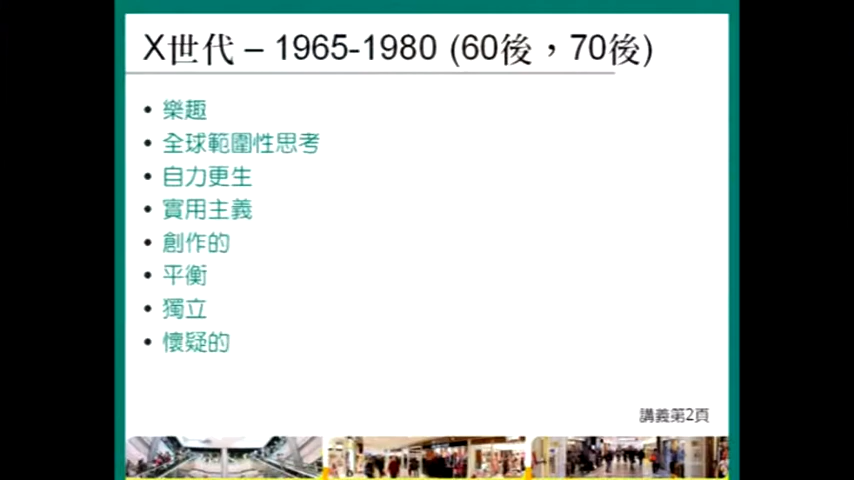 X世代 – 1965-1980 (60後，70後)
• 樂趣
• 全球範圍性思考
• 自力更生
• 實用主義
• 創作的
• 平衡
• 獨立
• 懷疑的
講義第2頁